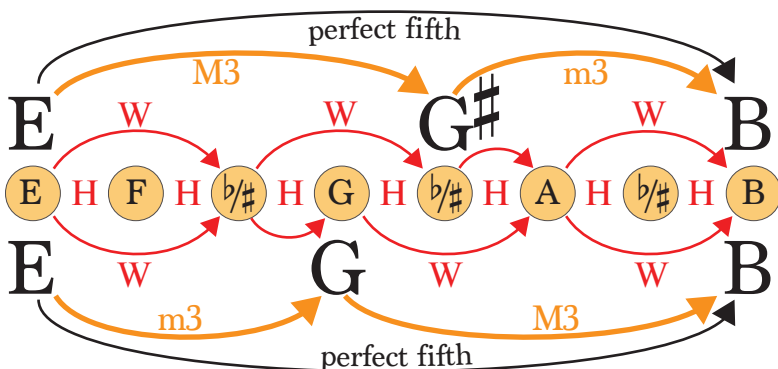 perfect fifth
M3 m3
E G♯ B
W W W
E H F H ♭/♯ H G H ♭/♯ H A H ♭/♯ H B
W W W
E G B
m3 M3
perfect fifth